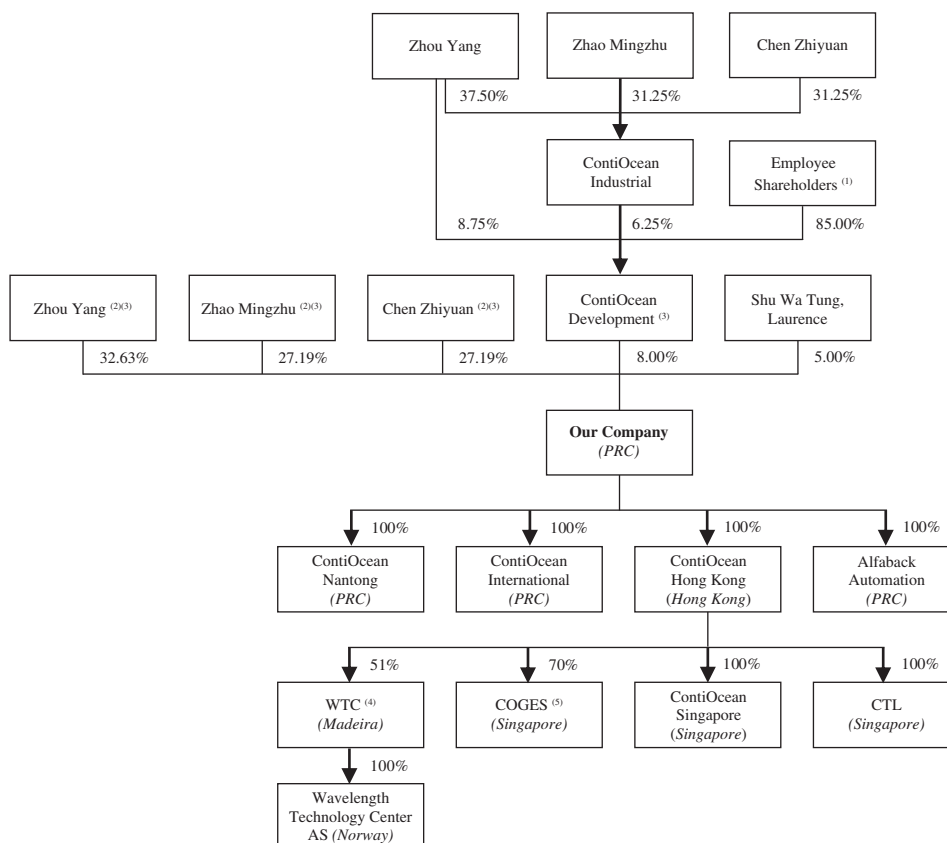 Zhou Yang
Zhao Mingzhu
Chen Zhiyuan
37.50%
31.25%
31.25%
ContiOcean
Industrial
Employee
Shareholders (1)
8.75%
6.25%
85.00%
Zhou Yang (2)(3)
Zhao Mingzhu (2)(3)
Chen Zhiyuan (2)(3)
ContiOcean
Development (3)
Shu Wa Tung,
Laurence
32.63%
27.19%
27.19%
8.00%
5.00%
Our Company
(PRC)
100%
100%
100%
100%
ContiOcean
Nantong
(PRC)
ContiOcean
International
(PRC)
ContiOcean
Hong Kong
(Hong Kong)
Alfaback
Automation
(PRC)
51%
70%
100%
100%
WTC (4)
(Madeira)
COGES (5)
(Singapore)
ContiOcean
Singapore
(Singapore)
CTL
(Singapore)
100%
Wavelength
Technology Center
AS (Norway)